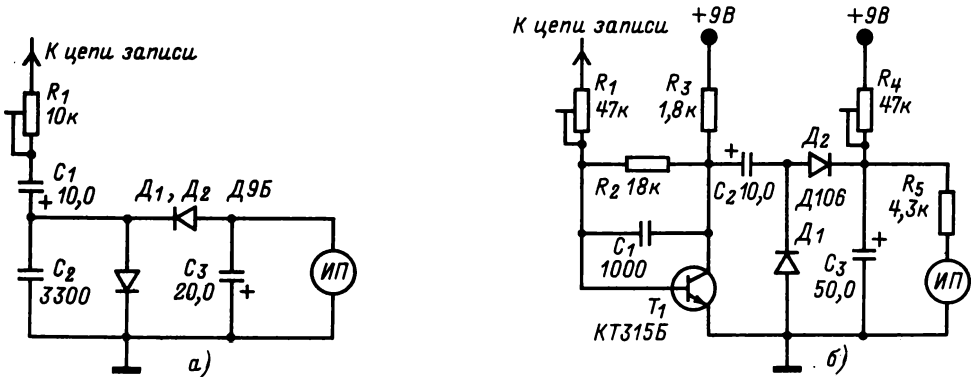 К цепи записи
R1
10к
C1
+ 10,0
Д1, Д2 Д9Б
C2
3300
C3
20,0 +
ИП
а)
К цепи записи
+9В
+9В
R1
47к
R3
1,8к
R4
47к
R2 18к
+
C2 10,0
Д2
Д106
R5
4,3к
C1
1000
Д1
C3
50,0
+
ИП
T1
КТ315Б
б)